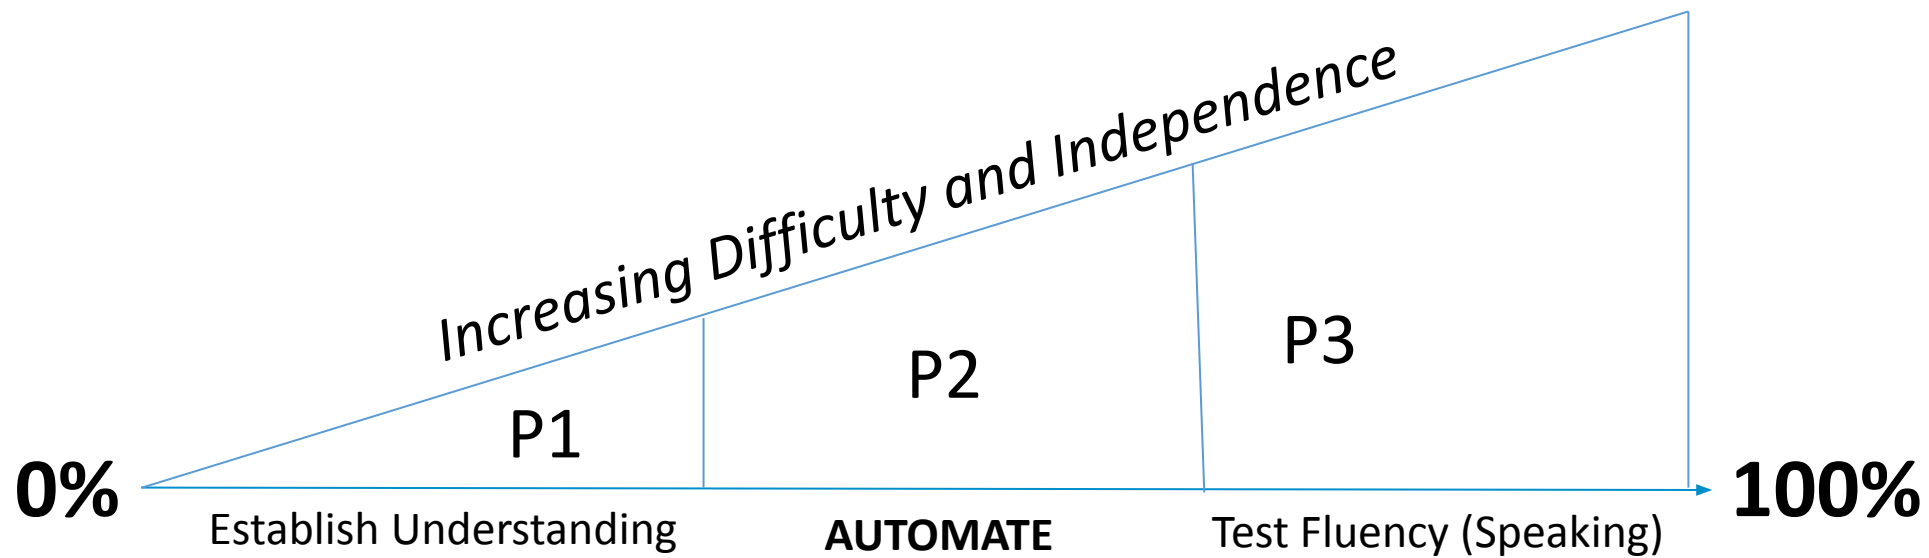 Increasing Difficulty and Independence
P1
P2
P3
0%
100%
Establish Understanding
AUTOMATE
Test Fluency (Speaking)